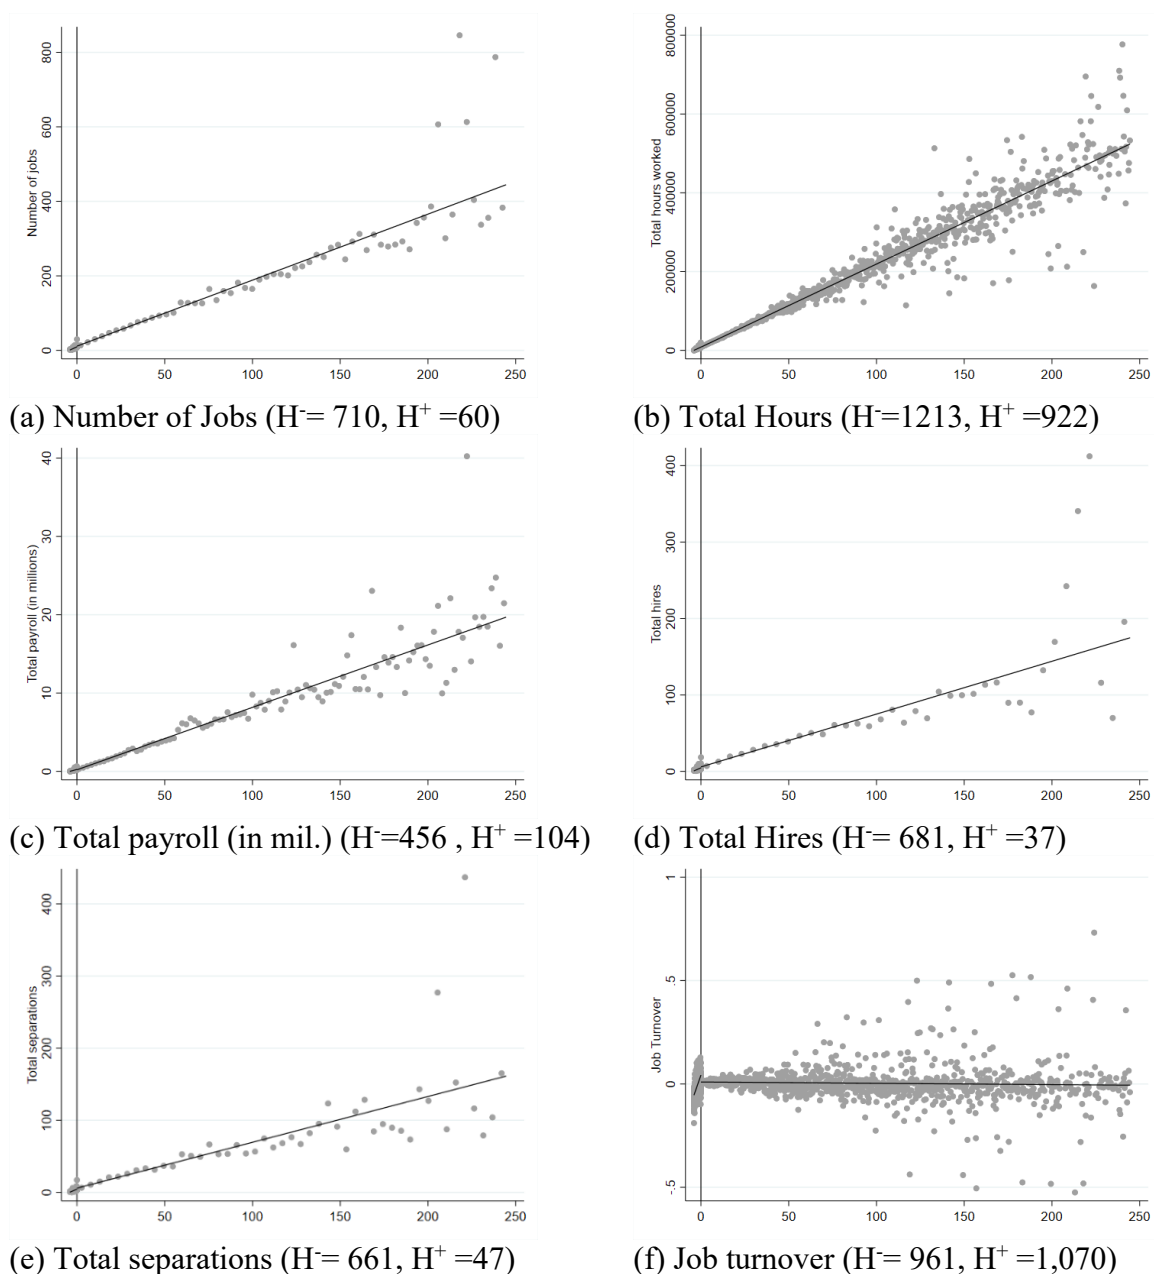 Number of jobs
800
600
400
200
0
0 50 100 150 200 250
(a) Number of Jobs (H⁻= 710, H⁺ =60)
Total hours worked
800000
600000
400000
200000
0
0 50 100 150 200 250
(b) Total Hours (H⁻=1213, H⁺ =922)
Total payroll (in millions)
40
30
20
10
0
0 50 100 150 200 250
(c) Total payroll (in mil.) (H⁻=456 , H⁺ =104)
Total hires
400
300
200
100
0
0 50 100 150 200 250
(d) Total Hires (H⁻= 681, H⁺ =37)
Total separations
400
300
200
100
0
0 50 100 150 200 250
(e) Total separations (H⁻= 661, H⁺ =47)
Job Turnover
1
.5
0
-.5
0 50 100 150 200 250
(f) Job turnover (H⁻= 961, H⁺ =1,070)